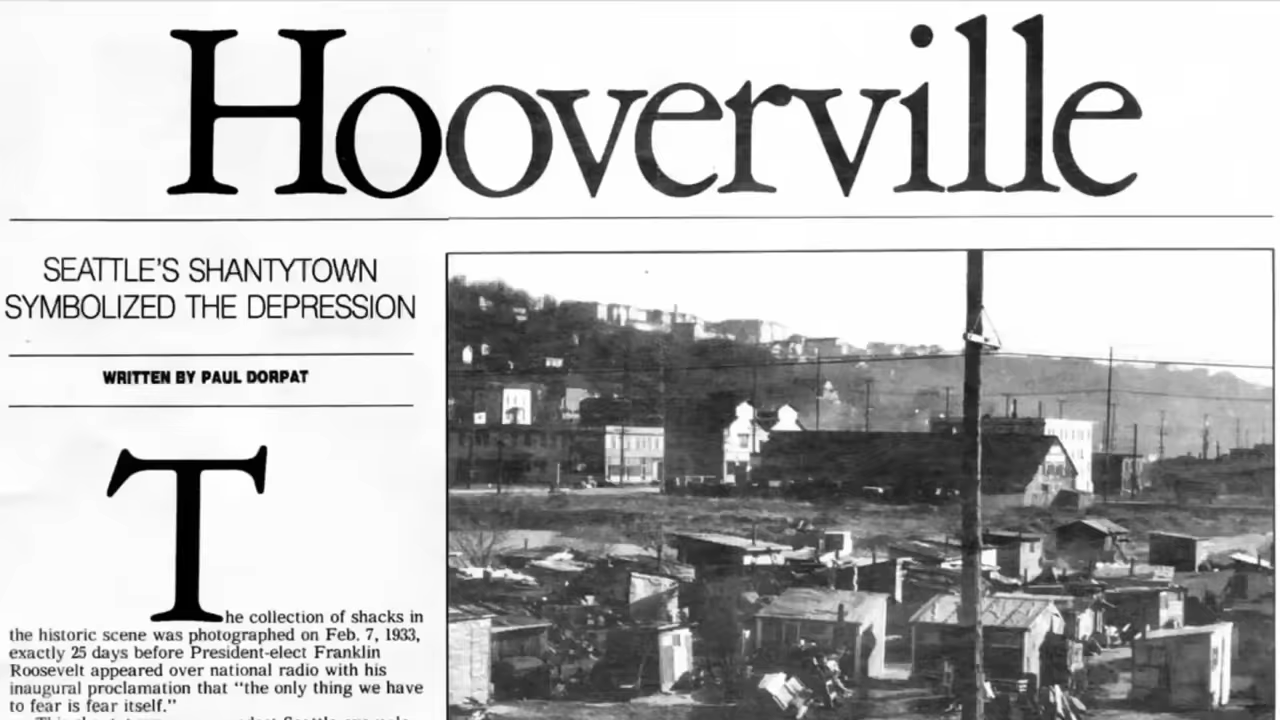 Hooverville
SEATTLE'S SHANTYTOWN
SYMBOLIZED THE DEPRESSION
WRITTEN BY PAUL DORPAT
The collection of shacks in
the historic scene was photographed on Feb. 7, 1933,
exactly 25 days before President-elect Franklin
Roosevelt appeared over national radio with his
inaugural proclamation that "the only thing we have
to fear is fear itself."